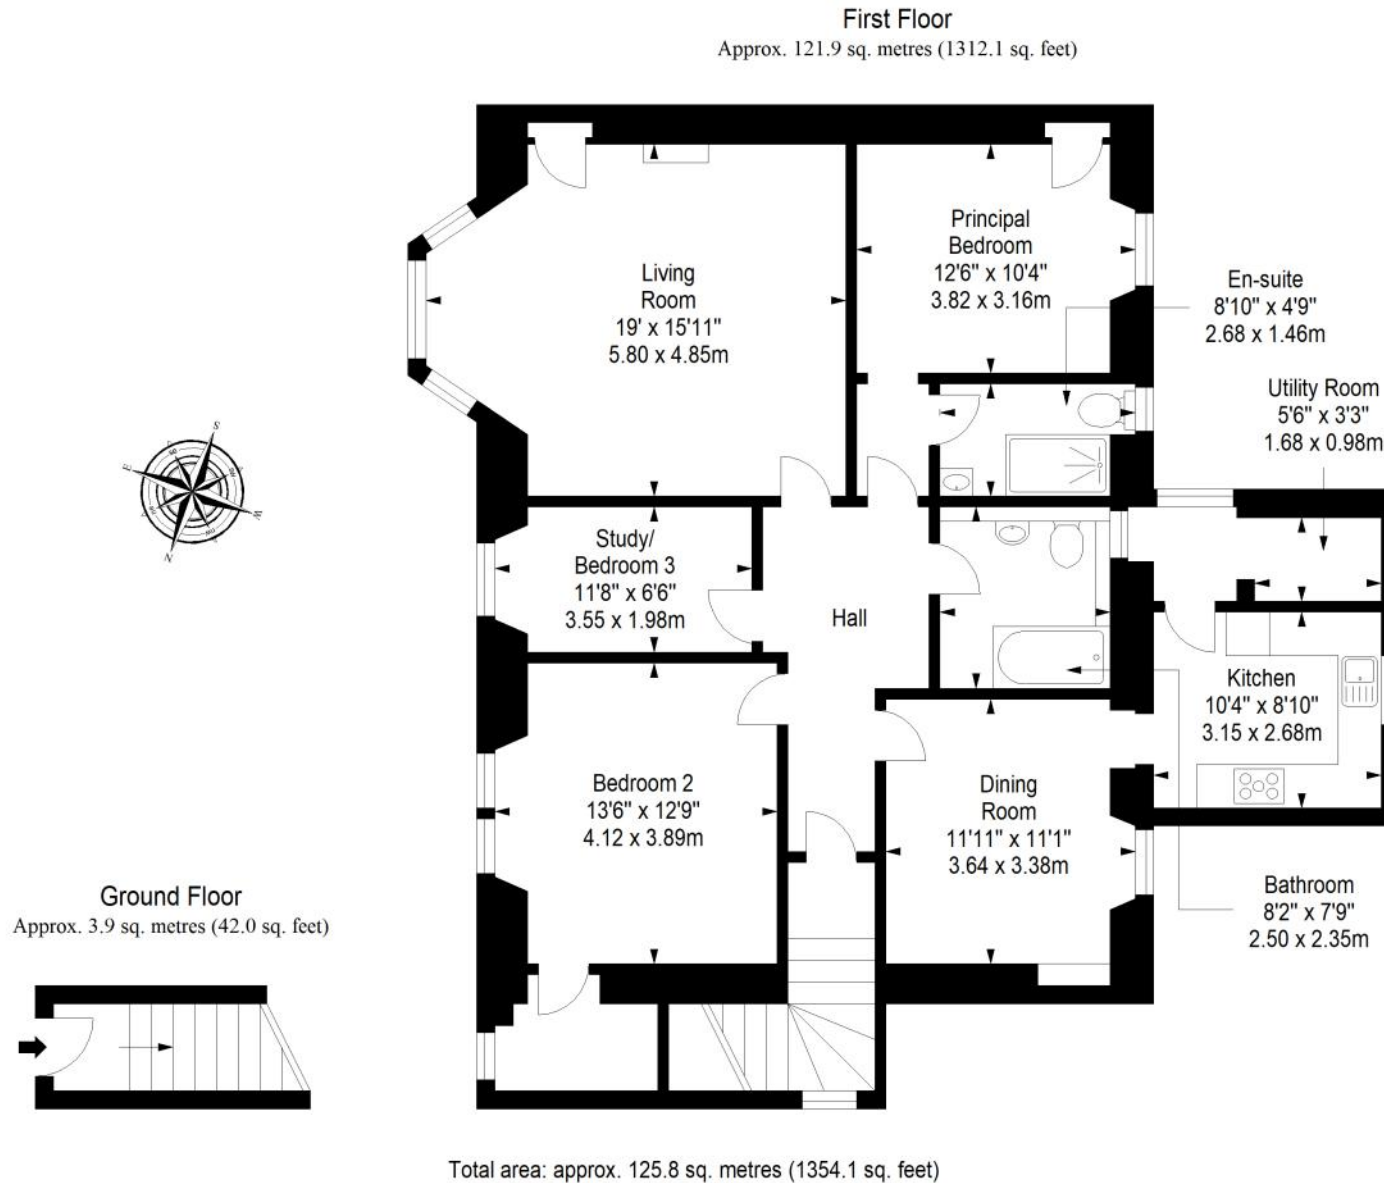 First Floor
Approx. 121.9 sq. metres (1312.1 sq. feet)
Principal
Bedroom
12'6" x 10'4"
3.82 x 3.16m
Living
Room
19' x 15'11"
5.80 x 4.85m
En-suite
8'10" x 4'9"
2.68 x 1.46m
Utility Room
5'6" x 3'3"
1.68 x 0.98m
S
E
W
N
Study/
Bedroom 3
11'8" x 6'6"
3.55 x 1.98m
Hall
Kitchen
10'4" x 8'10"
3.15 x 2.68m
Bedroom 2
13'6" x 12'9"
4.12 x 3.89m
Dining
Room
11'11" x 11'1"
3.64 x 3.38m
Bathroom
8'2" x 7'9"
2.50 x 2.35m
Ground Floor
Approx. 3.9 sq. metres (42.0 sq. feet)
Total area: approx. 125.8 sq. metres (1354.1 sq. feet)